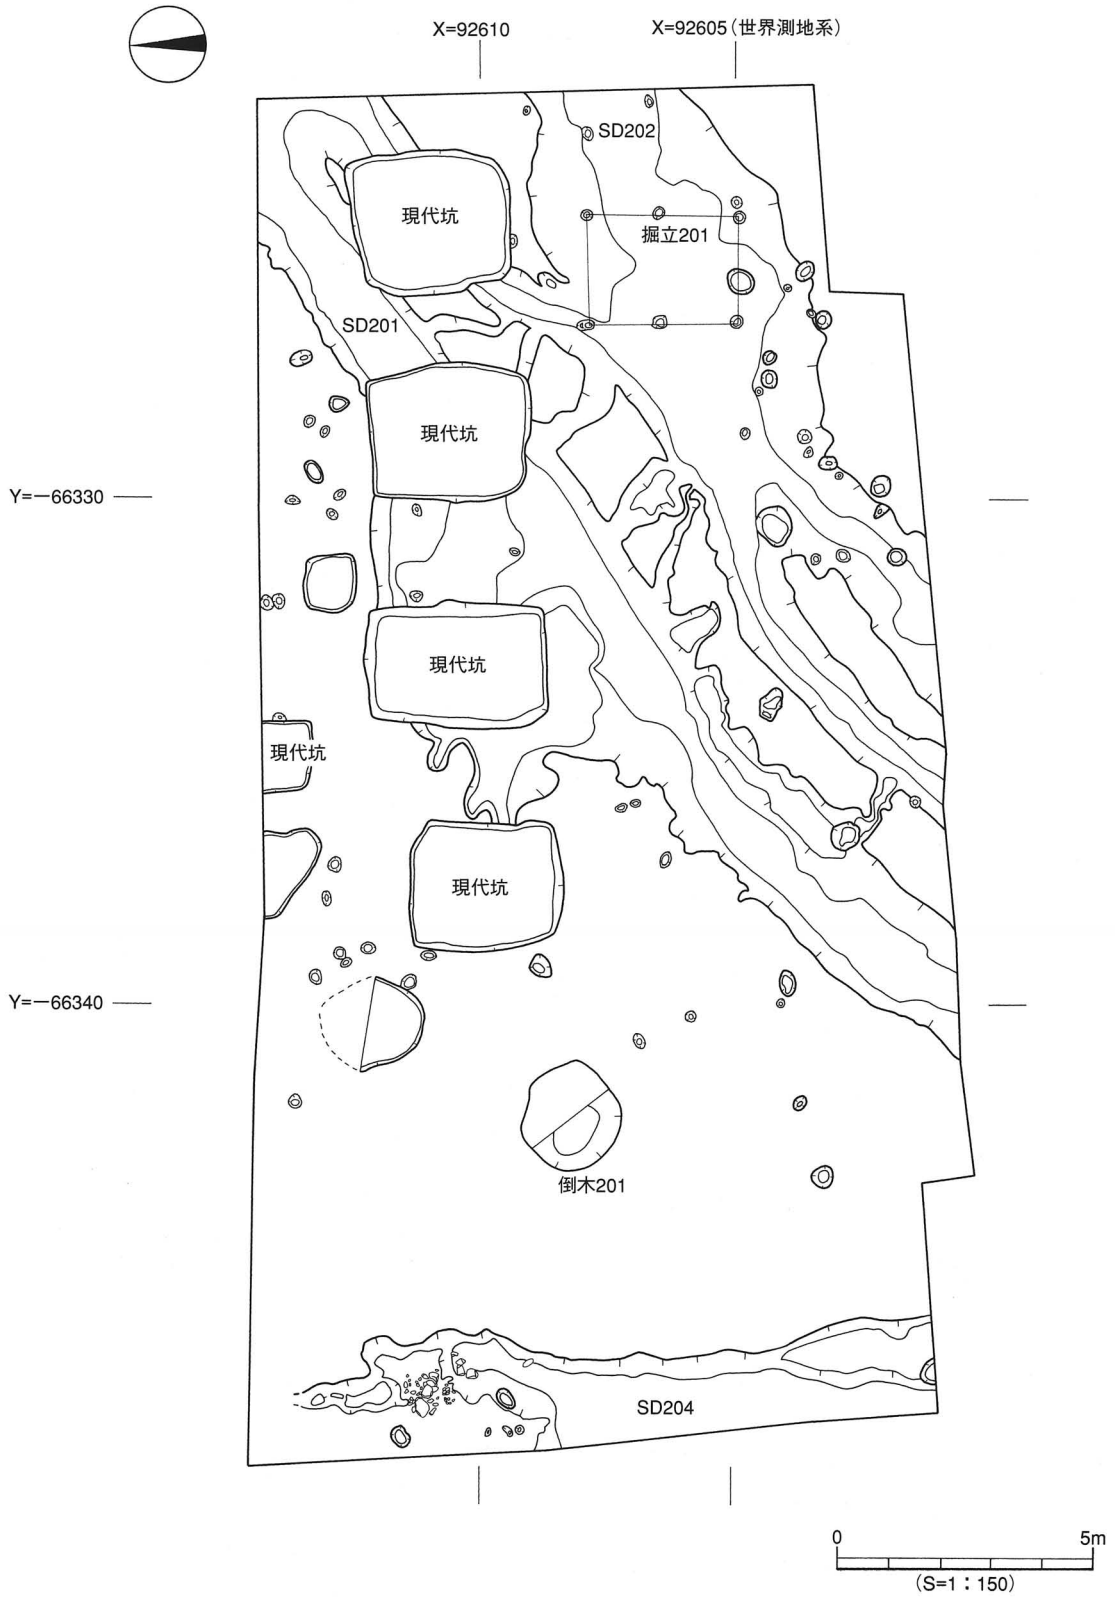 X=92610
X=92605(世界測地系)
SD202
現代坑
掘立201
SD201
現代坑
Y=−66330
現代坑
現代坑
現代坑
Y=−66340
倒木201
SD204
0 5m
(S=1：150)